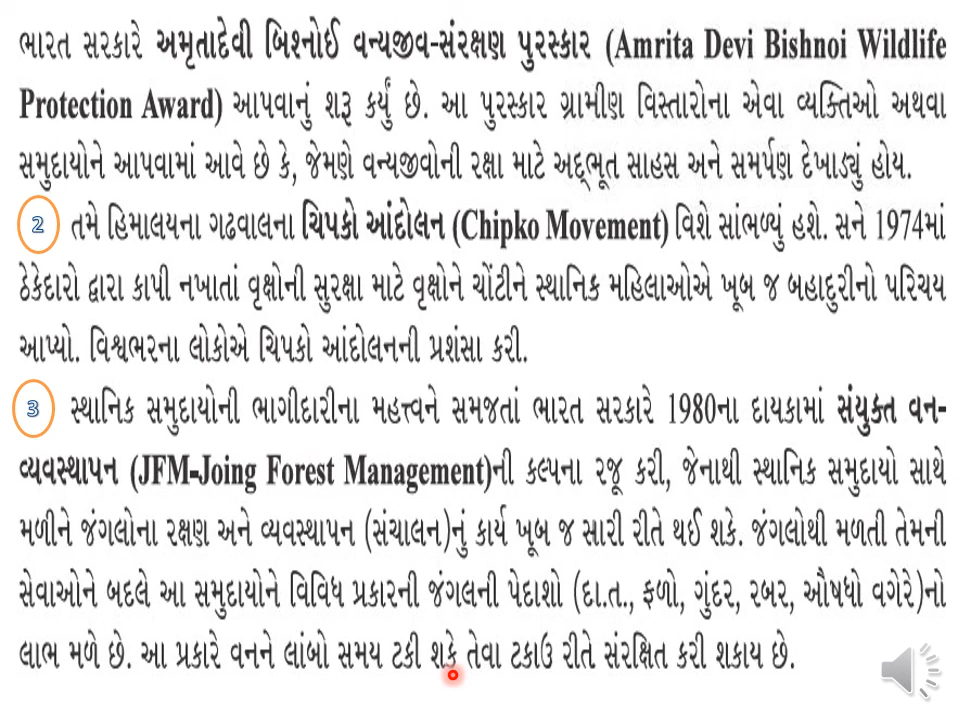 ભારત સરકારે અમૃતાદેવી બિશ્નોઈ વન્યજીવ-સંરક્ષણ પુરસ્કાર (Amrita Devi Bishnoi Wildlife
Protection Award) આપવાનું શરૂ કર્યું છે. આ પુરસ્કાર ગ્રામીણ વિસ્તારોના એવા વ્યક્તિઓ અથવા
સમુદાયોને આપવામાં આવે છે કે, જેમણે વન્યજીવોની રક્ષા માટે અદ્ભૂત સાહસ અને સમર્પણ દેખાડ્યું હોય.
2 તમે હિમાલયના ગઢવાલના ચિપકો આંદોલન (Chipko Movement) વિશે સાંભળ્યું હશે. સને 1974માં
ઠેકેદારો દ્વારા કાપી નખાતાં વૃક્ષોની સુરક્ષા માટે વૃક્ષોને ચોંટીને સ્થાનિક મહિલાઓએ ખૂબ જ બહાદુરીનો પરિચય
આપ્યો. વિશ્વભરના લોકોએ ચિપકો આંદોલનની પ્રશંસા કરી.
3 સ્થાનિક સમુદાયોની ભાગીદારીના મહત્ત્વને સમજતાં ભારત સરકારે 1980ના દાયકામાં સંયુક્ત વન-
વ્યવસ્થાપન (JFM-Joing Forest Management)ની કલ્પના રજૂ કરી, જેનાથી સ્થાનિક સમુદાયો સાથે
મળીને જંગલોના રક્ષણ અને વ્યવસ્થાપન (સંચાલન)નું કાર્ય ખૂબ જ સારી રીતે થઈ શકે. જંગલોથી મળતી તેમની
સેવાઓને બદલે આ સમુદાયોને વિવિધ પ્રકારની જંગલની પેદાશો (દા.ત., ફળો, ગુંદર, રબર, ઔષધો વગેરે)નો
લાભ મળે છે. આ પ્રકારે વનને લાંબો સમય ટકી શકે તેવા ટકાઉ રીતે સંરક્ષિત કરી શકાય છે.